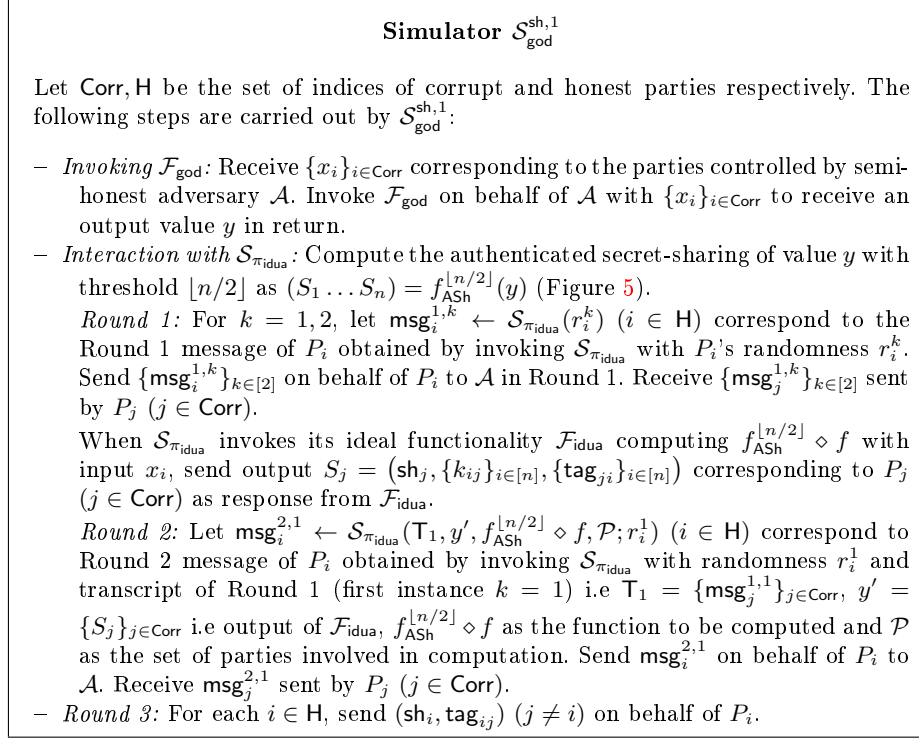 Simulator 𝒮_god^{sh,1}
Let Corr, H be the set of indices of corrupt and honest parties respectively. The
following steps are carried out by 𝒮_god^{sh,1}:
– Invoking ℱ_god: Receive {x_i}_{i∈Corr} corresponding to the parties controlled by semi-
honest adversary 𝒜. Invoke ℱ_god on behalf of 𝒜 with {x_i}_{i∈Corr} to receive an
output value y in return.
– Interaction with 𝒮_{π_idua}: Compute the authenticated secret-sharing of value y with
threshold ⌊n/2⌋ as (S_1 … S_n) = f_ASh^{⌊n/2⌋}(y) (Figure 5).
Round 1: For k = 1, 2, let msg_i^{1,k} ← 𝒮_{π_idua}(r_i^k) (i ∈ H) correspond to the
Round 1 message of P_i obtained by invoking 𝒮_{π_idua} with P_i's randomness r_i^k.
Send {msg_i^{1,k}}_{k∈[2]} on behalf of P_i to 𝒜 in Round 1. Receive {msg_j^{1,k}}_{k∈[2]} sent
by P_j (j ∈ Corr).
When 𝒮_{π_idua} invokes its ideal functionality ℱ_idua computing f_ASh^{⌊n/2⌋} ⋄ f with
input x_i, send output S_j = (sh_j, {k_{ij}}_{i∈[n]}, {tag_{ji}}_{i∈[n]}) corresponding to P_j
(j ∈ Corr) as response from ℱ_idua.
Round 2: Let msg_i^{2,1} ← 𝒮_{π_idua}(T_1, y′, f_ASh^{⌊n/2⌋} ⋄ f, 𝒫; r_i^1) (i ∈ H) correspond to
Round 2 message of P_i obtained by invoking 𝒮_{π_idua} with randomness r_i^1 and
transcript of Round 1 (first instance k = 1) i.e T_1 = {msg_j^{1,1}}_{j∈Corr}, y′ =
{S_j}_{j∈Corr} i.e output of ℱ_idua, f_ASh^{⌊n/2⌋} ⋄ f as the function to be computed and 𝒫
as the set of parties involved in computation. Send msg_i^{2,1} on behalf of P_i to
𝒜. Receive msg_j^{2,1} sent by P_j (j ∈ Corr).
– Round 3: For each i ∈ H, send (sh_i, tag_{ij}) (j ≠ i) on behalf of P_i.